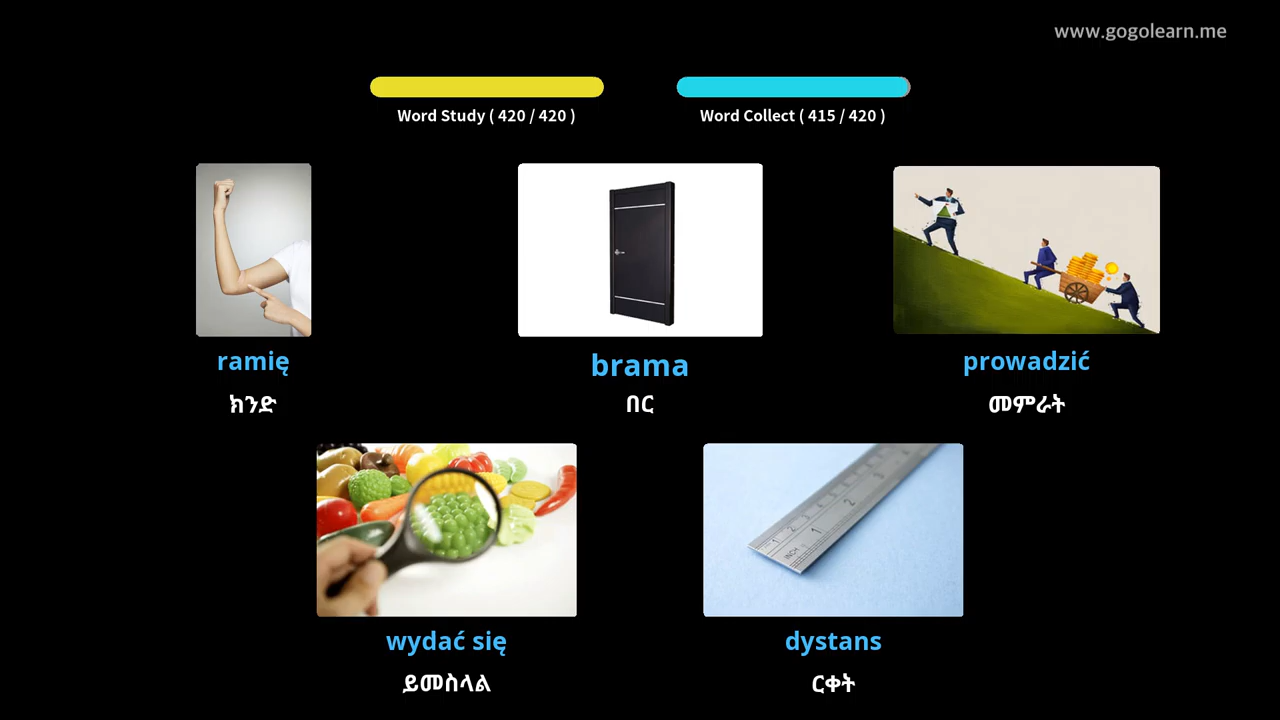 www.gogolearn.me
Word Study ( 420 / 420 )
Word Collect ( 415 / 420 )
ramię
brama
prowadzić
ክንድ
በር
መምራት
wydać się
dystans
ይመስላል
ርቀት